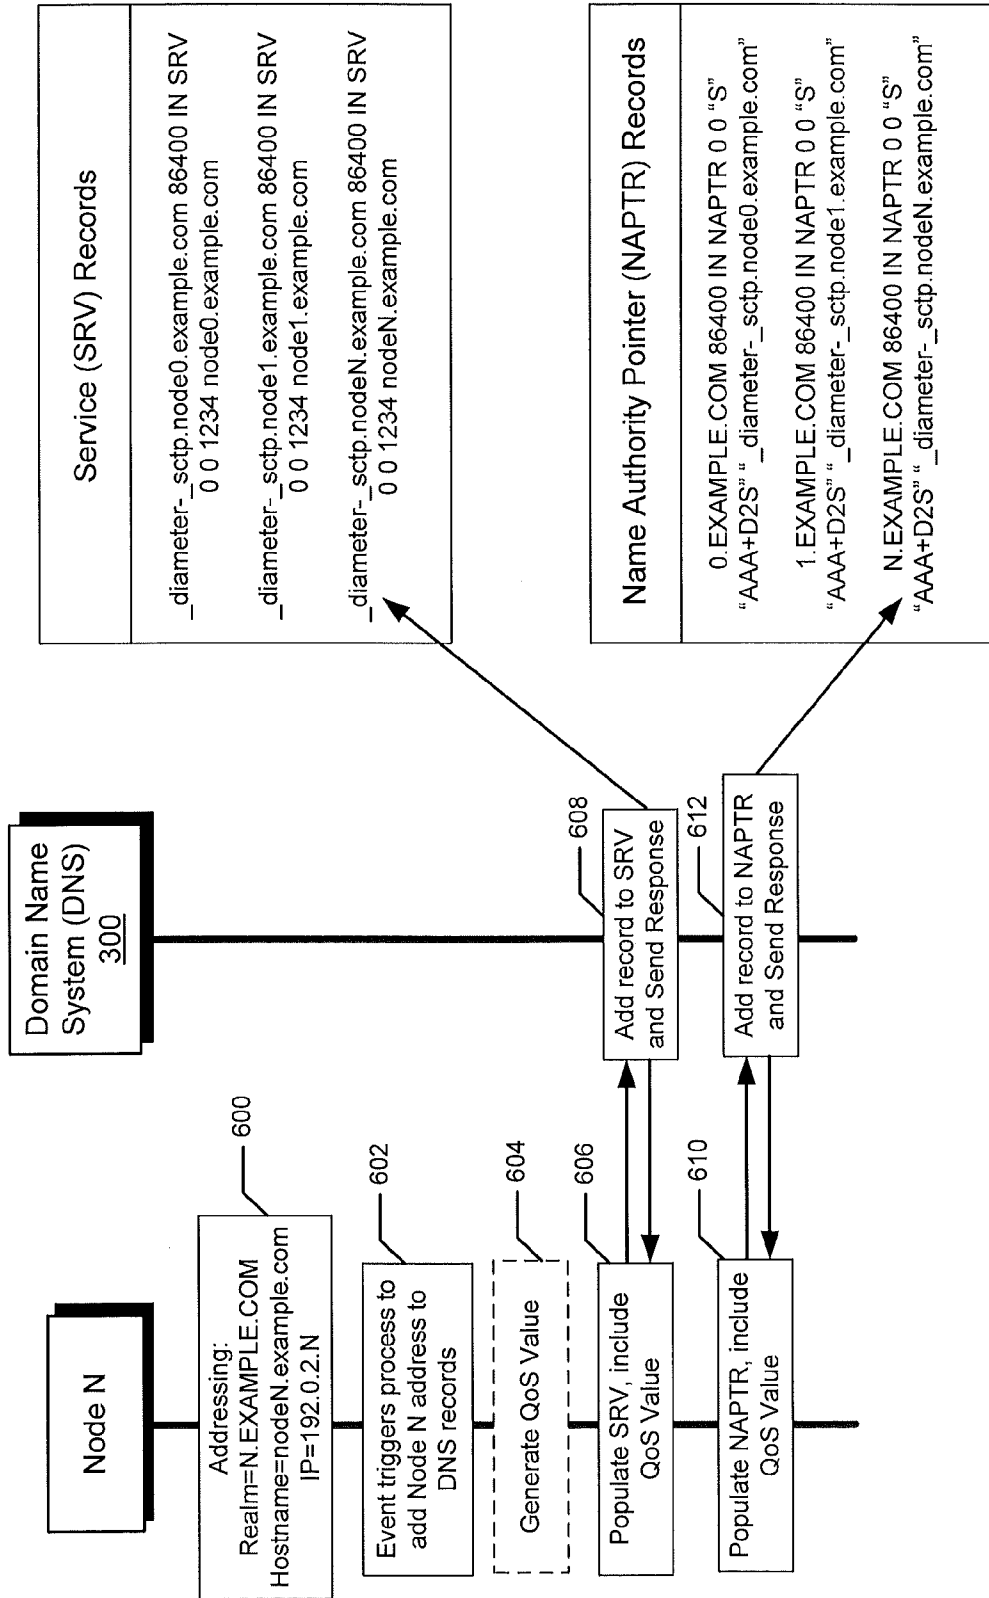 Node N
Domain Name
System (DNS)
300
Addressing:
Realm=N.EXAMPLE.COM
Hostname=nodeN.example.com
IP=192.0.2.N
600
Event triggers process to
add Node N address to
DNS records
602
Generate QoS Value
604
Populate SRV, include
QoS Value
606
Add record to SRV
and Send Response
608
Populate NAPTR, include
QoS Value
610
Add record to NAPTR
and Send Response
612
Service (SRV) Records
_diameter-_sctp.node0.example.com 86400 IN SRV
0 0 1234 node0.example.com
_diameter-_sctp.node1.example.com 86400 IN SRV
0 0 1234 node1.example.com
_diameter-_sctp.nodeN.example.com 86400 IN SRV
0 0 1234 nodeN.example.com
Name Authority Pointer (NAPTR) Records
0.EXAMPLE.COM 86400 IN NAPTR 0 0 “S”
“AAA+D2S” “_diameter-_sctp.node0.example.com”
1.EXAMPLE.COM 86400 IN NAPTR 0 0 “S”
“AAA+D2S” “_diameter-_sctp.node1.example.com”
N.EXAMPLE.COM 86400 IN NAPTR 0 0 “S”
“AAA+D2S” “_diameter-_sctp.nodeN.example.com”